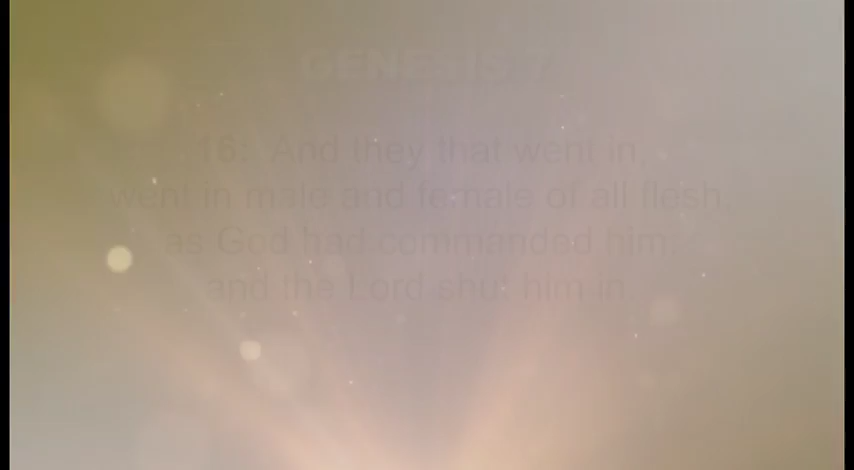 GENESIS 7
16: And they that went in,
went in male and female of all flesh,
as God had commanded him:
and the Lord shut him in.